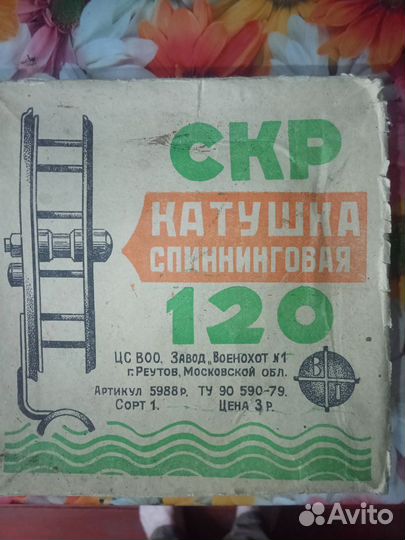 СКР
КАТУШКА
СПИННИНГОВАЯ
120
ЦС ВОО. ЗАВОД „ВОЕНОХОТ №1
г. РЕУТОВ, МОСКОВСКОЙ ОБЛ.
АРТИКУЛ 5988 Р. ТУ 90 590-79.
СОРТ 1. ЦЕНА 3 Р.
Avito